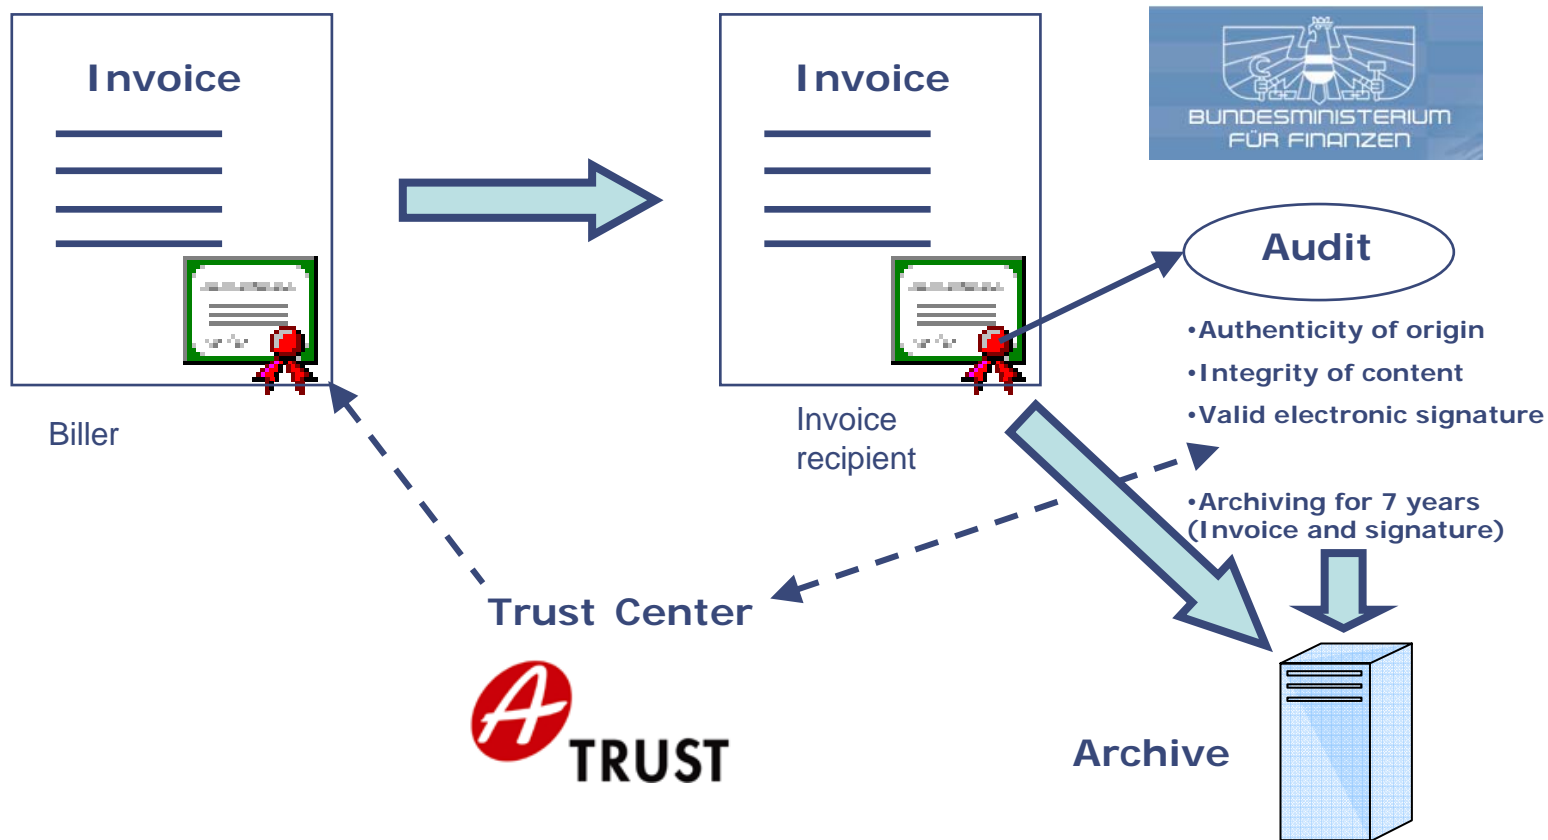 Invoice
Invoice
BUNDESMINISTERIUM
FÜR FINANZEN
Audit
•Authenticity of origin
•Integrity of content
•Valid electronic signature
Biller
Invoice
recipient
•Archiving for 7 years
(Invoice and signature)
Trust Center
A
TRUST
Archive